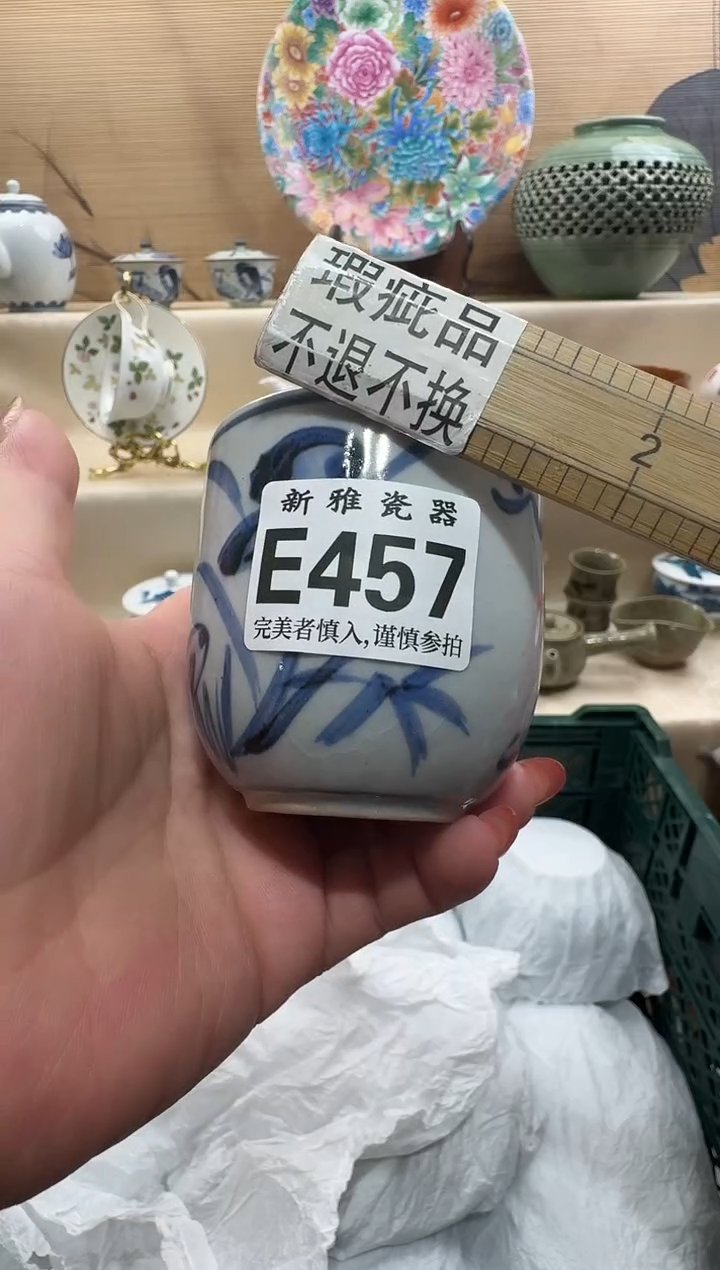 瑕疵品
不退不换
2
新雅瓷器
E457
完美者慎入,谨慎参拍